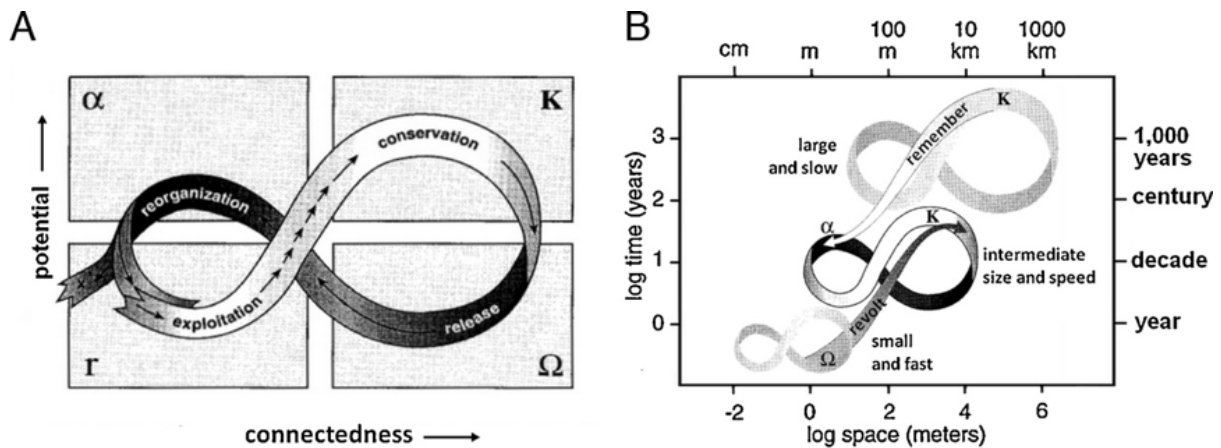 A
α
K
conservation
reorganization
potential
x
exploitation
release
r
Ω
connectedness
B
100
10
1000
cm
m
m
km
km
K
remember
large
and slow
3
1,000
years
century
log time (years)
2
α
K
intermediate
size and speed
1
decade
revolt
0
year
small
and fast
Ω
-2
0
2
4
6
log space (meters)